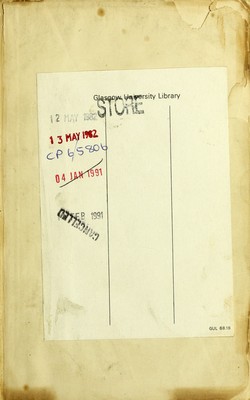 Glasgow University Library
STORE
12 MAY 1982
13 MAY 1982
CP 65806
04 JAN 1991
FEB 1991
CANCELLED
GUL 68.18